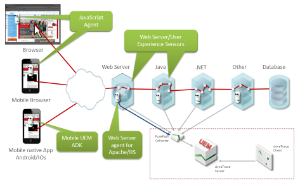 JavaScript
Agent
Web Server/User
Experience Sensors
Browser
Web Server
Java
.NET
Other
Database
Mobile Browser
Mobile UEM
ADK
Web Server
agent for
Apache/IIS
Mobile native App
Android/iOs
UEM